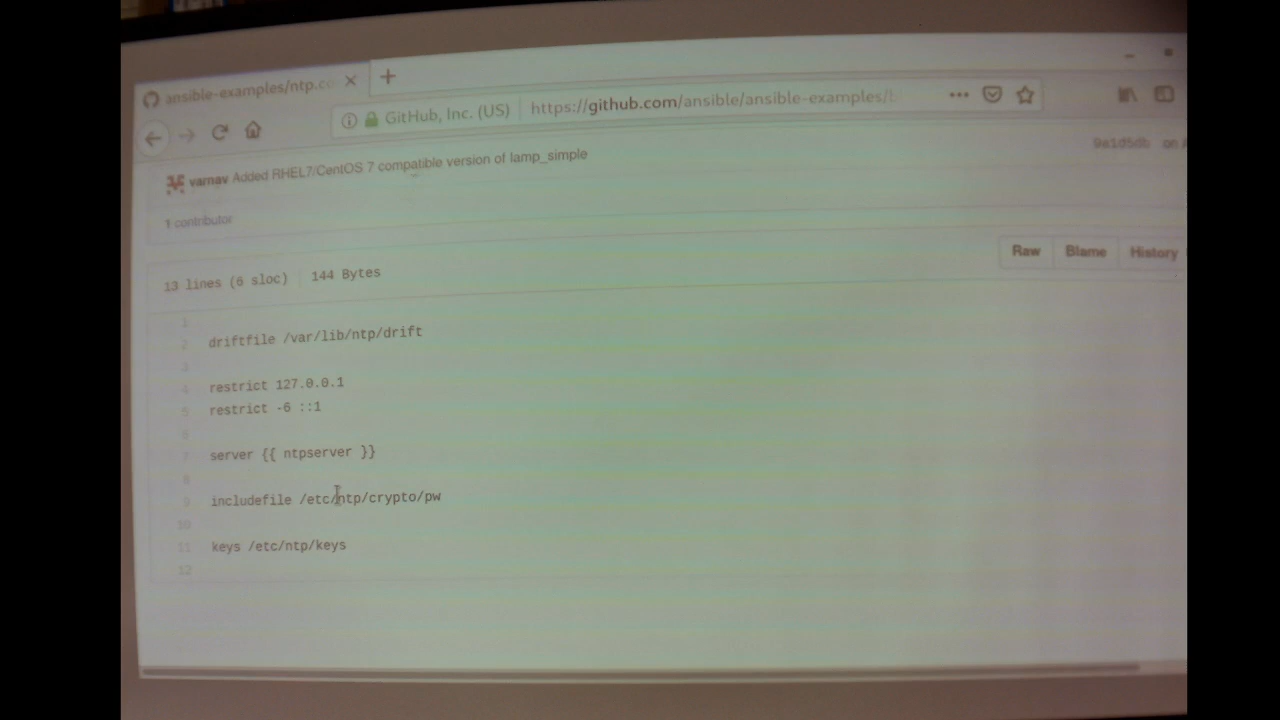 ansible-examples/ntp.co
GitHub, Inc. (US) https://github.com/ansible/ansible-examples/b
varnav Added RHEL7/CentOS 7 compatible version of lamp_simple
9e1d5db on
1 contributor
13 lines (6 sloc) 144 Bytes
Raw Blame History
1
2 driftfile /var/lib/ntp/drift
3
4 restrict 127.0.0.1
5 restrict -6 ::1
6
7 server {{ ntpserver }}
8
9 includefile /etc/ntp/crypto/pw
10
11 keys /etc/ntp/keys
12